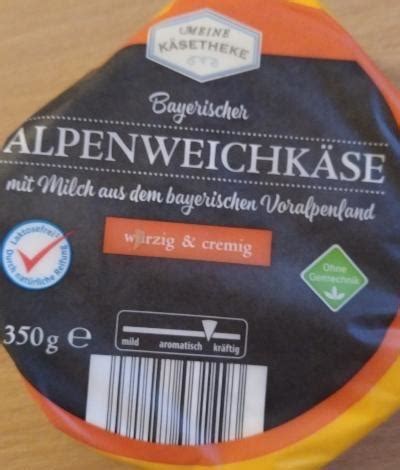 MEINE
KÄSETHEKE
Bayerischer
ALPENWEICHKÄSE
mit Milch aus dem bayerischen Voralpenland
würzig & cremig
Laktosefrei*
Durch natürliche Reifung
Ohne
Gentechnik
350g e
mild aromatisch kräftig